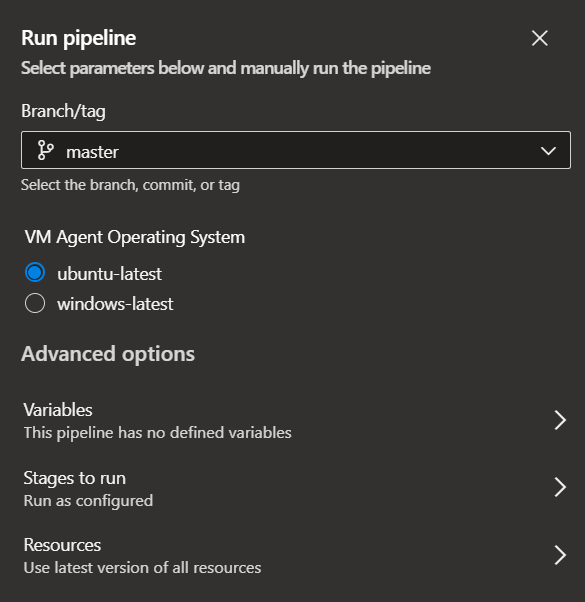 Run pipeline
Select parameters below and manually run the pipeline
Branch/tag
master
Select the branch, commit, or tag
VM Agent Operating System
ubuntu-latest
windows-latest
Advanced options
Variables
This pipeline has no defined variables
Stages to run
Run as configured
Resources
Use latest version of all resources